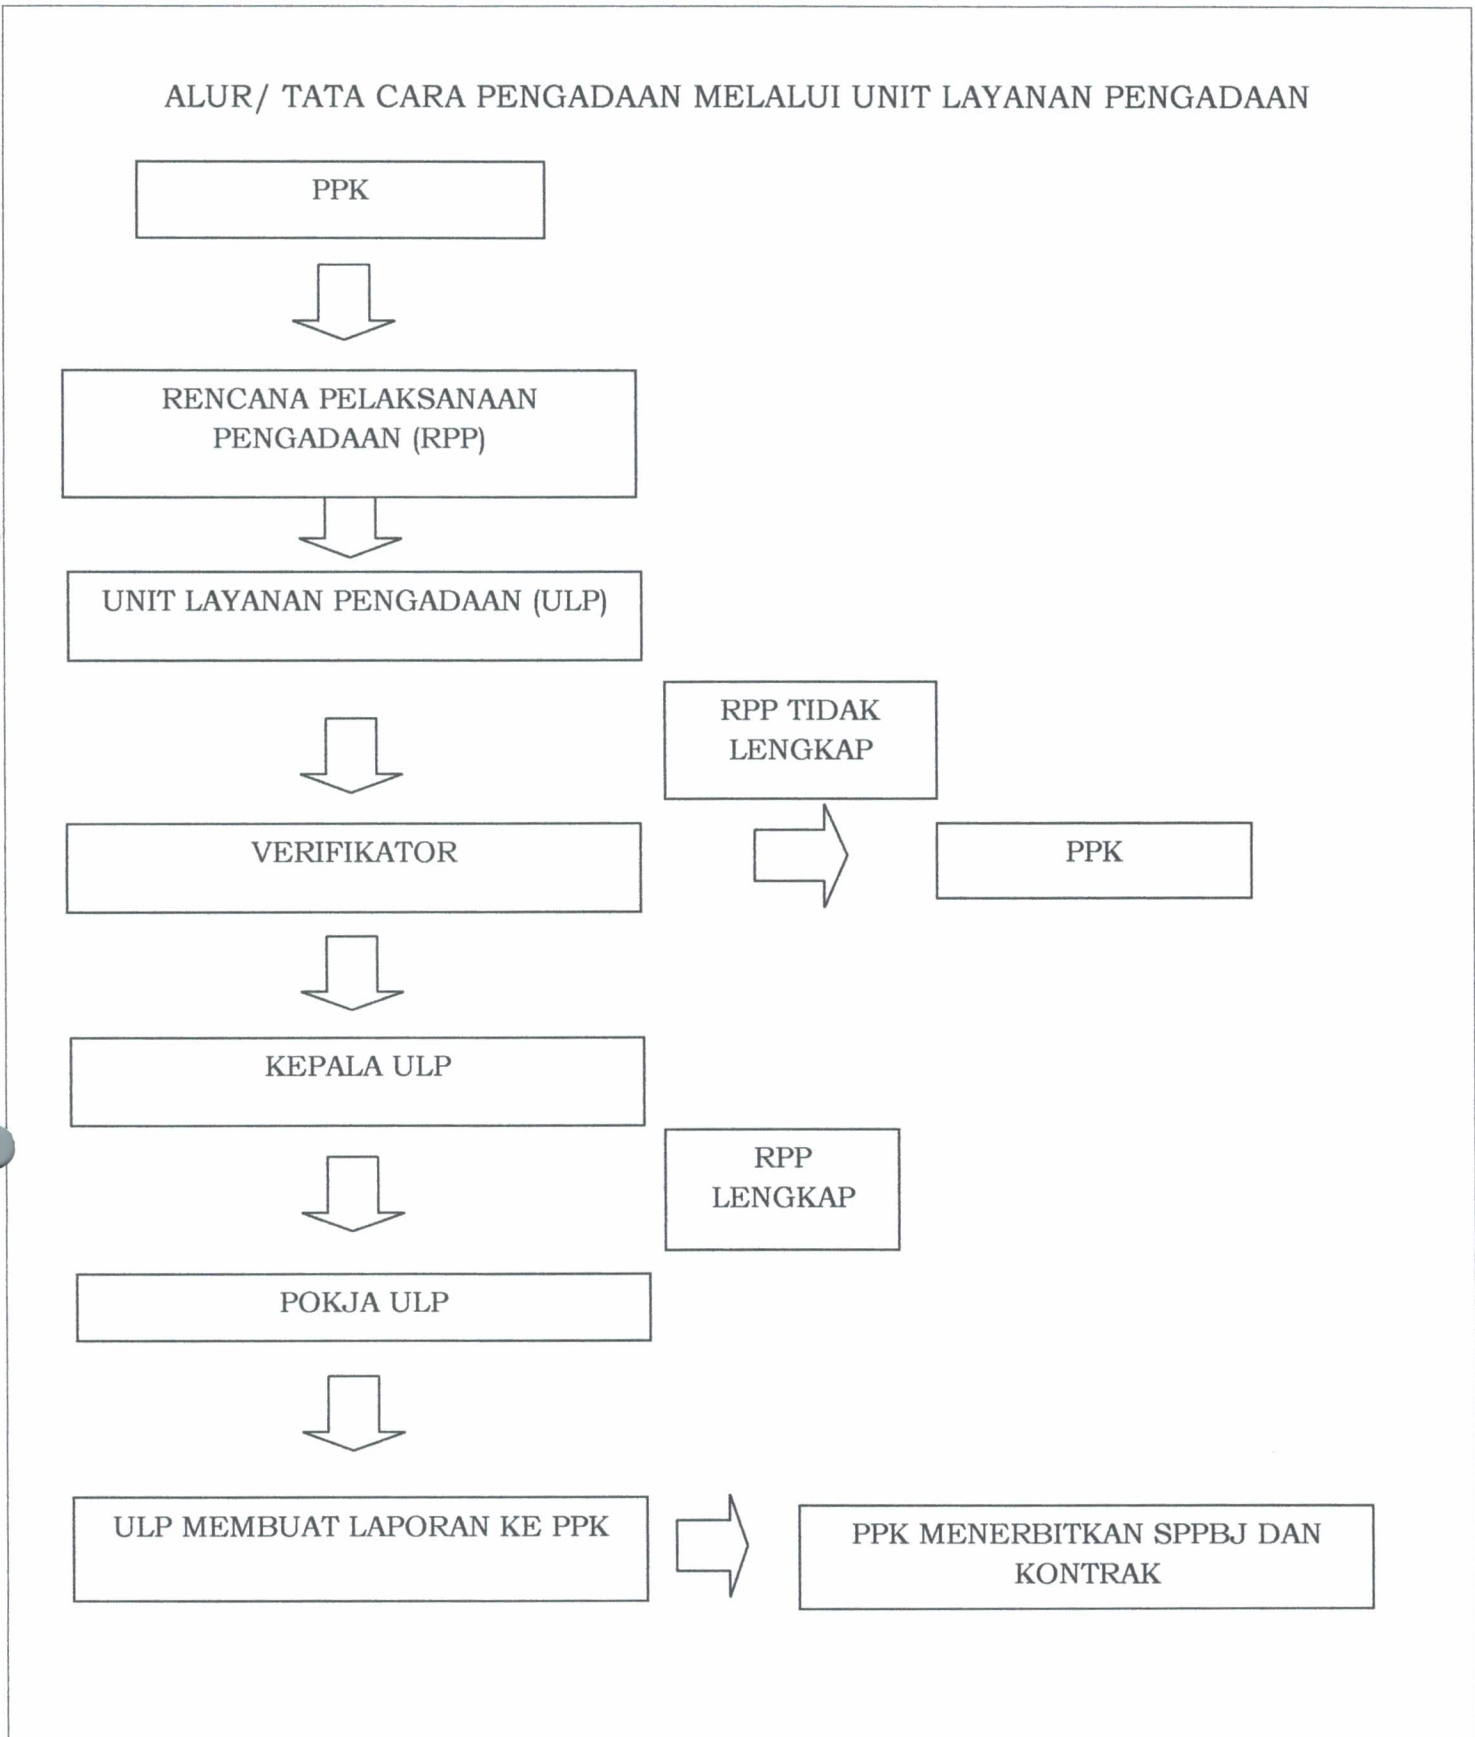 ALUR/ TATA CARA PENGADAAN MELALUI UNIT LAYANAN PENGADAAN
PPK
RENCANA PELAKSANAAN
PENGADAAN (RPP)
UNIT LAYANAN PENGADAAN (ULP)
RPP TIDAK
LENGKAP
VERIFIKATOR
PPK
KEPALA ULP
RPP
LENGKAP
POKJA ULP
ULP MEMBUAT LAPORAN KE PPK
PPK MENERBITKAN SPPBJ DAN
KONTRAK